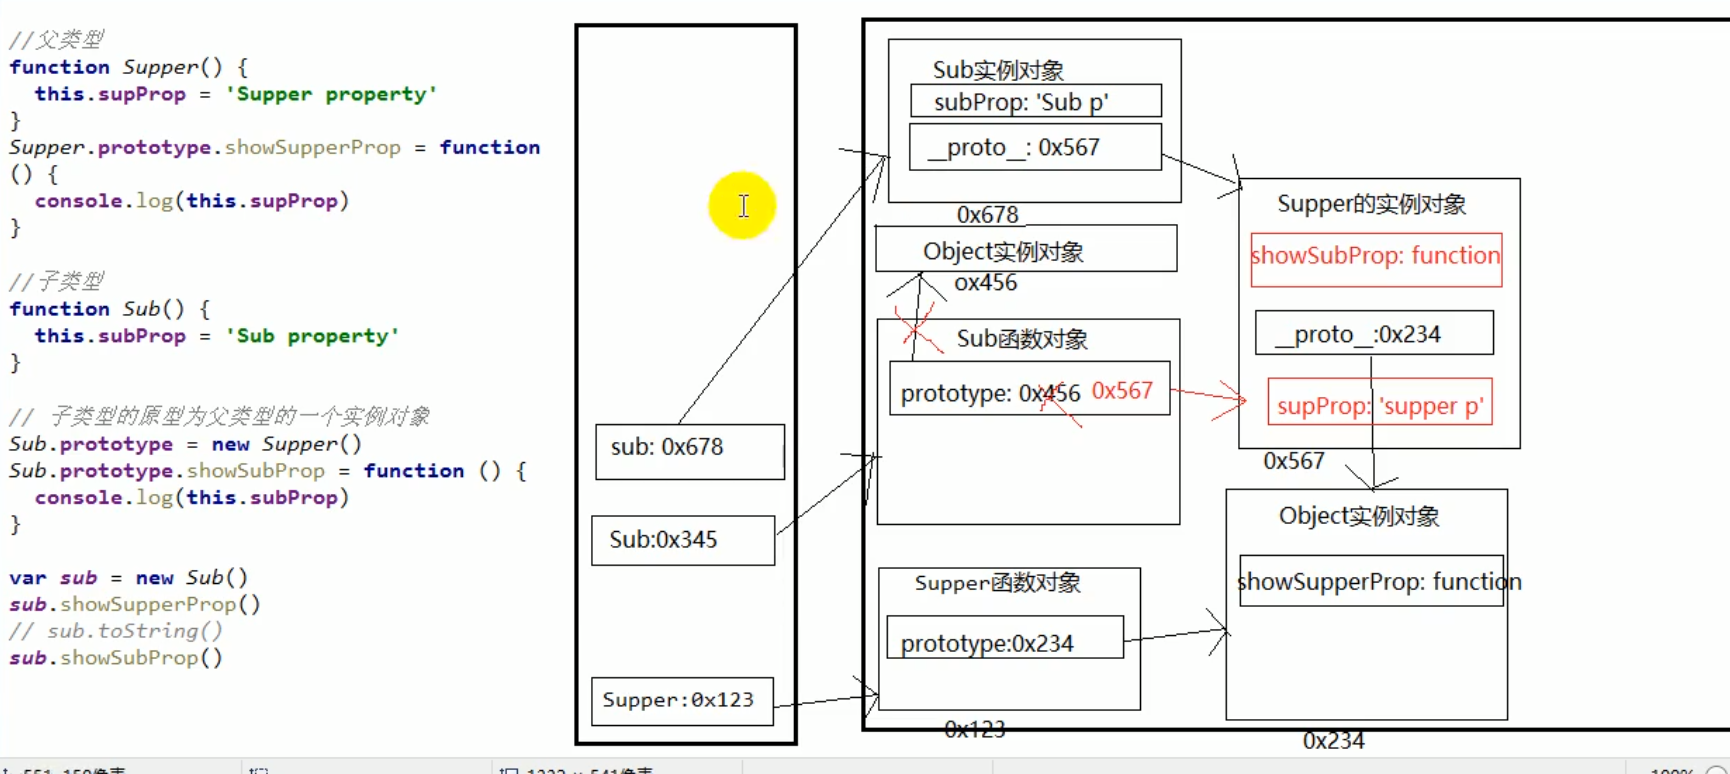 //父类型
function Supper() {
this.supProp = 'Supper property'
}
Supper.prototype.showSupperProp = function
() {
console.log(this.supProp)
}
//子类型
function Sub() {
this.subProp = 'Sub property'
}
// 子类型的原型为父类型的一个实例对象
Sub.prototype = new Supper()
Sub.prototype.showSubProp = function () {
console.log(this.subProp)
}
var sub = new Sub()
sub.showSupperProp()
// sub.toString()
sub.showSubProp()
sub: 0x678
Sub:0x345
Supper:0x123
Sub实例对象
subProp: 'Sub p'
__proto__: 0x567
0x678
Object实例对象
ox456
Sub函数对象
prototype: 0x456 0x567
Supper函数对象
prototype:0x234
0x123
Supper的实例对象
showSubProp: function
__proto__:0x234
supProp: 'supper p'
0x567
Object实例对象
showSupperProp: function
0x234